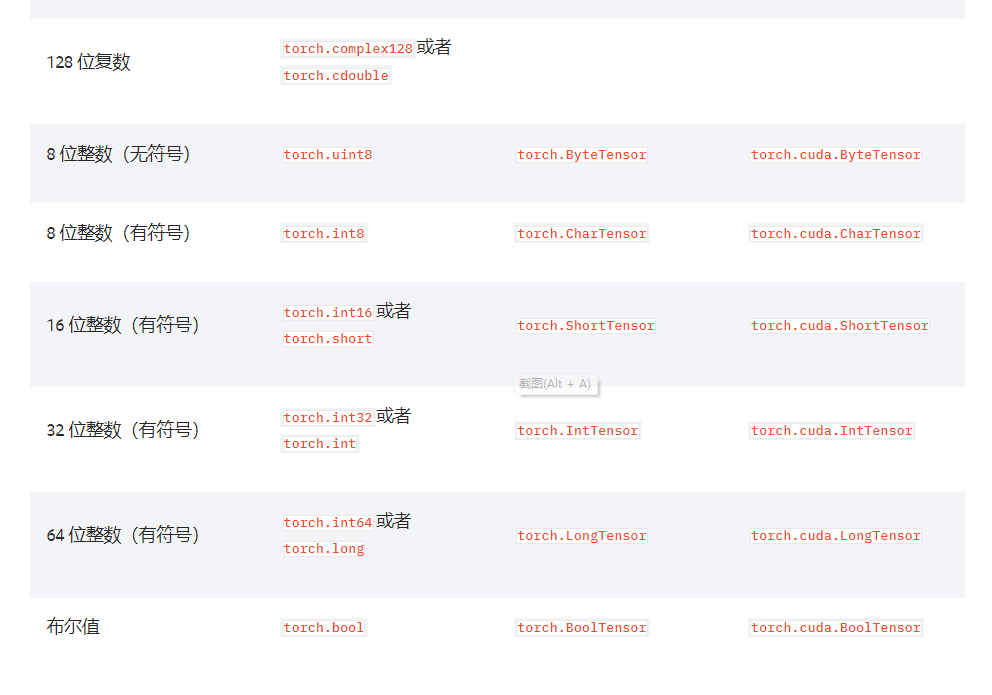 128 位复数
torch.complex128 或者
torch.cdouble
8 位整数（无符号）
torch.uint8
torch.ByteTensor
torch.cuda.ByteTensor
8 位整数（有符号）
torch.int8
torch.CharTensor
torch.cuda.CharTensor
16 位整数（有符号）
torch.int16 或者
torch.short
torch.ShortTensor
torch.cuda.ShortTensor
截图(Alt + A)
32 位整数（有符号）
torch.int32 或者
torch.int
torch.IntTensor
torch.cuda.IntTensor
64 位整数（有符号）
torch.int64 或者
torch.long
torch.LongTensor
torch.cuda.LongTensor
布尔值
torch.bool
torch.BoolTensor
torch.cuda.BoolTensor